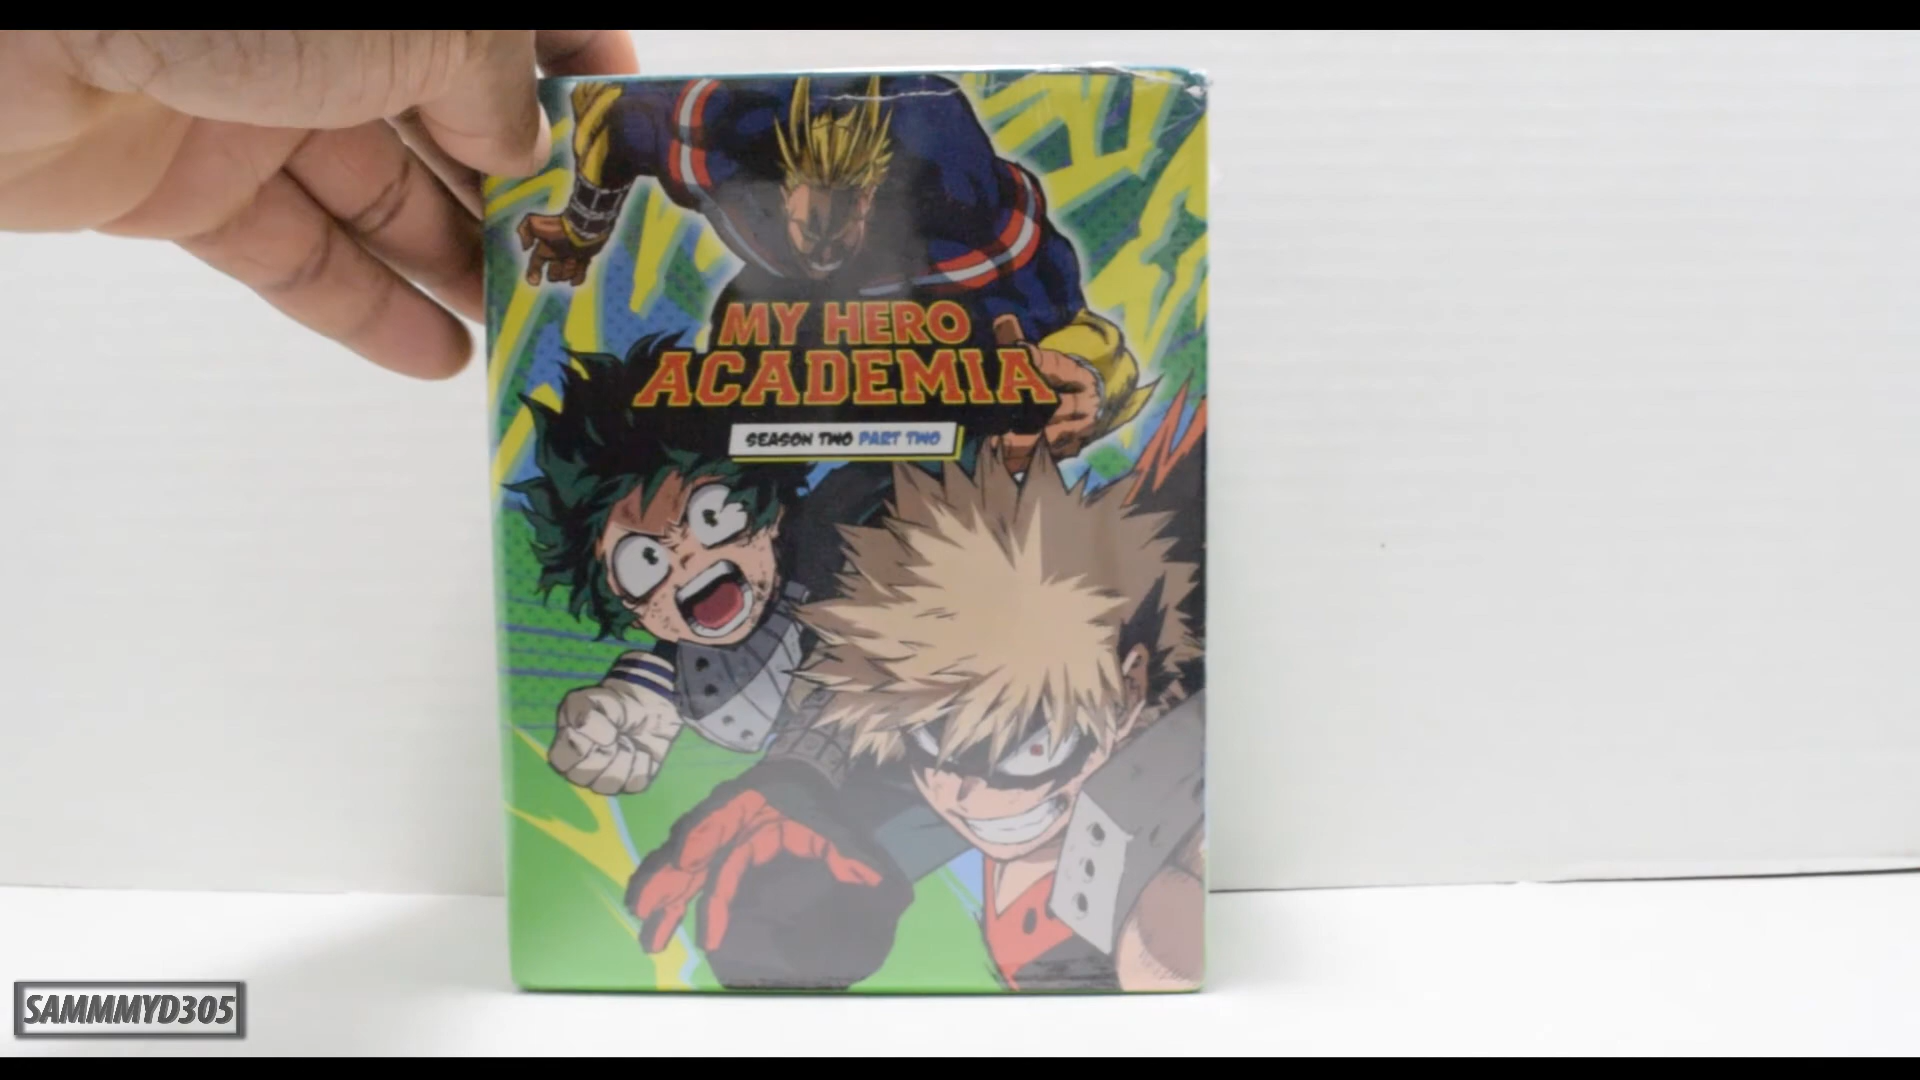 MY HERO
ACADEMIA
SEASON TWO PART TWO
SAMMMYD305